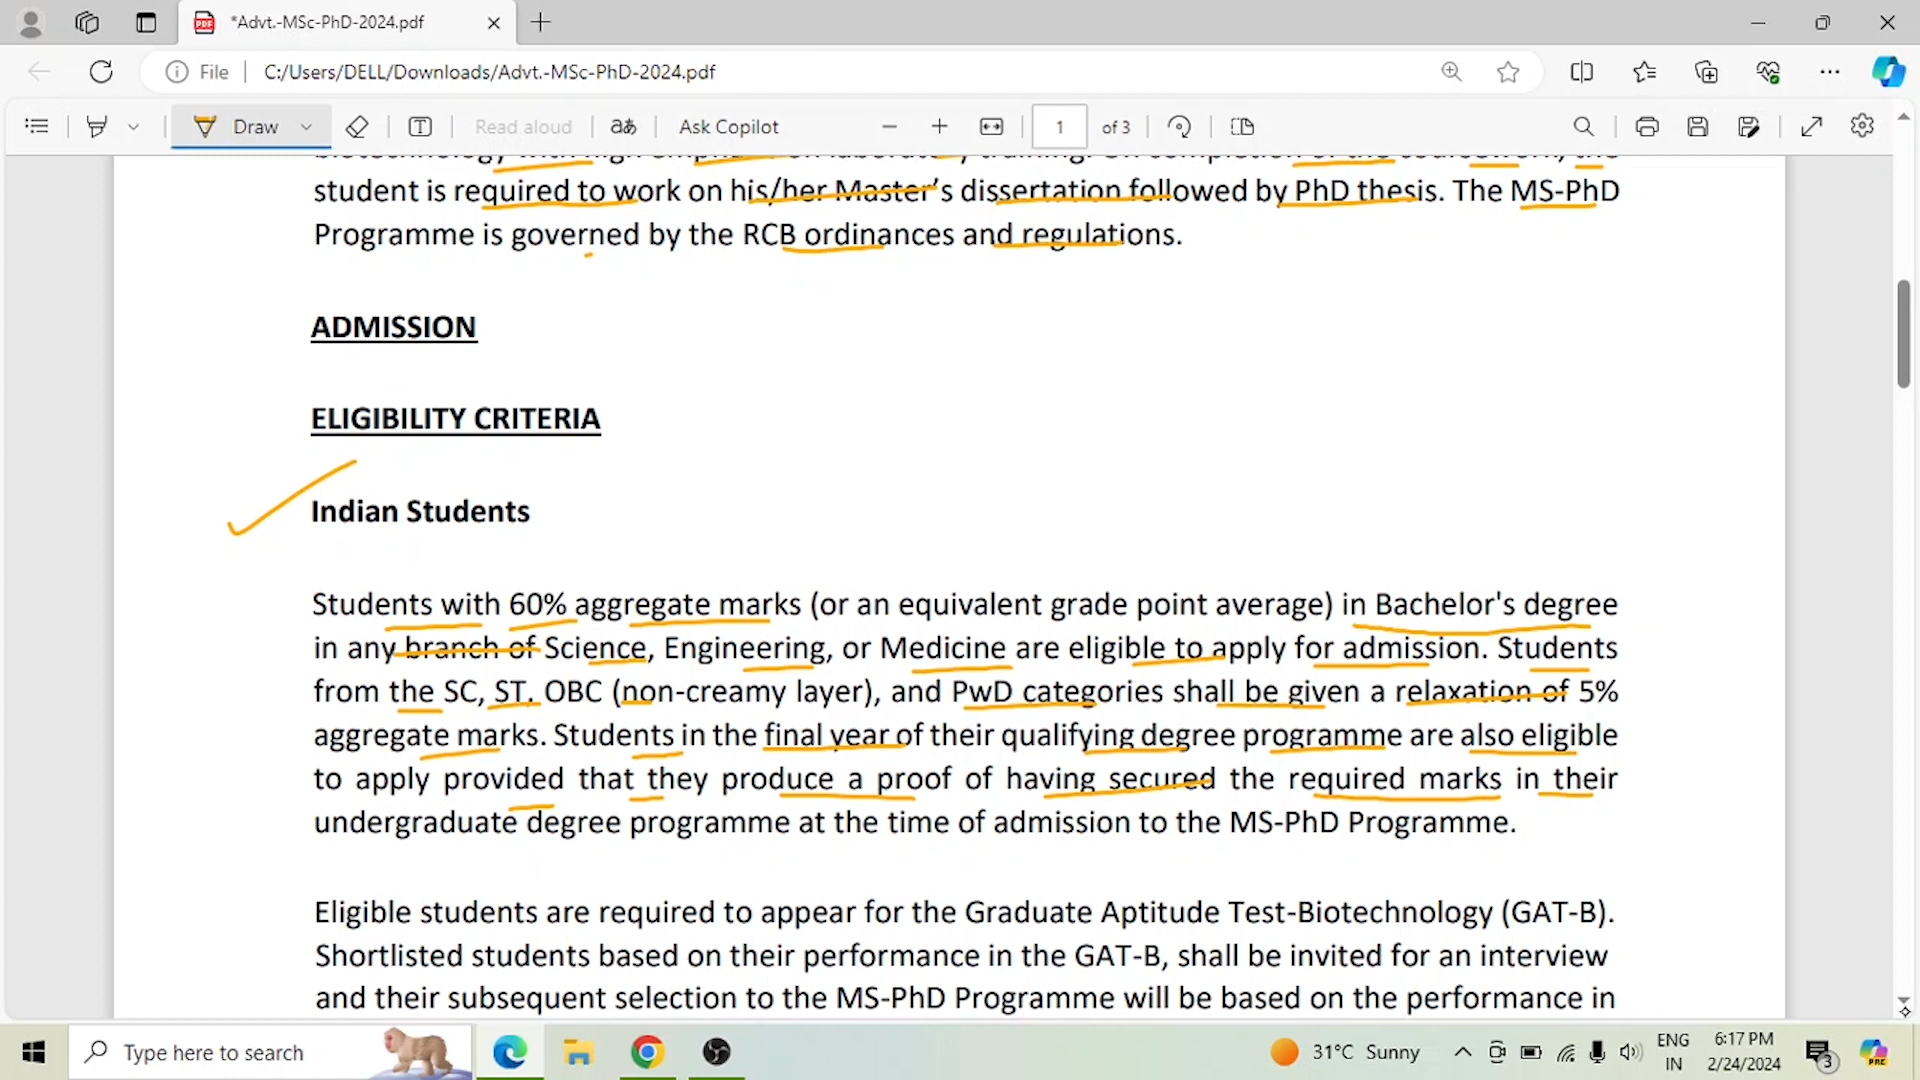 *Advt.-MSc-PhD-2024.pdf
File
C:/Users/DELL/Downloads/Advt.-MSc-PhD-2024.pdf
Draw
Read aloud
aあ
Ask Copilot
1
of 3
student is required to work on his/her Master's dissertation followed by PhD thesis. The MS-PhD
Programme is governed by the RCB ordinances and regulations.
ADMISSION
ELIGIBILITY CRITERIA
Indian Students
Students with 60% aggregate marks (or an equivalent grade point average) in Bachelor's degree
in any branch of Science, Engineering, or Medicine are eligible to apply for admission. Students
from the SC, ST, OBC (non-creamy layer), and PwD categories shall be given a relaxation of 5%
aggregate marks. Students in the final year of their qualifying degree programme are also eligible
to apply provided that they produce a proof of having secured the required marks in their
undergraduate degree programme at the time of admission to the MS-PhD Programme.
Eligible students are required to appear for the Graduate Aptitude Test-Biotechnology (GAT-B).
Shortlisted students based on their performance in the GAT-B, shall be invited for an interview
and their subsequent selection to the MS-PhD Programme will be based on the performance in
Type here to search
31°C Sunny
ENG
IN
6:17 PM
2/24/2024
3
PRE